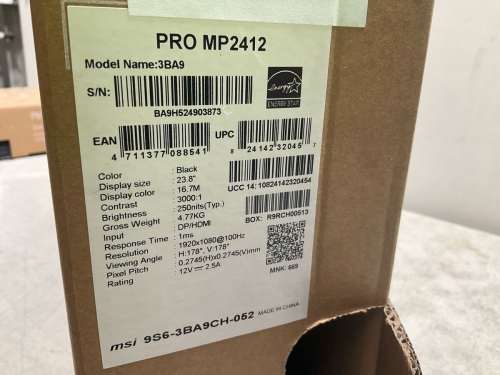 PRO MP2412
Model Name:3BA9
S/N:
BA9H524903873
energy
ENERGY STAR
EAN
4 711377 088541
UPC
8 24142 32045 7
UCC 14: 10824142320454
Color : Black
Display size : 23.8"
Display color : 16.7M
Contrast : 3000:1
Brightness : 250nits(Typ.)
Gross Weight : 4.77KG
Input : DP/HDMI
Response Time : 1ms
Resolution : 1920x1080@100Hz
Viewing Angle : H:178°, V:178°
Pixel Pitch : 0.2745(H)x0.2745(V)mm
Rating : 12V ⎓ 2.5A
BOX: R9RCH00513
MNK: 669
msi 9S6-3BA9CH-052 MADE IN CHINA